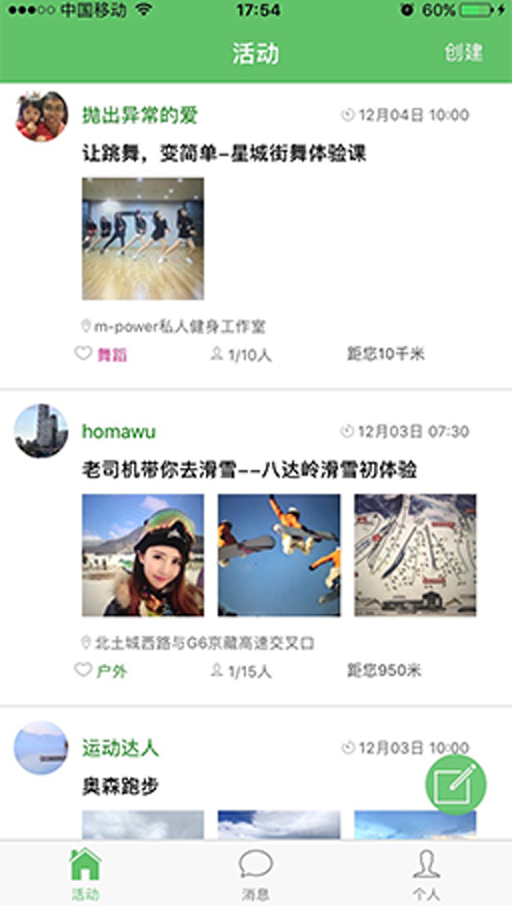 中国移动 17:54 60%
活动 创建
抛出异常的爱 12月04日 10:00
让跳舞，变简单-星城街舞体验课
m-power私人健身工作室
舞蹈 1/10人 距您10千米
homawu 12月03日 07:30
老司机带你去滑雪--八达岭滑雪初体验
北土城西路与G6京藏高速交叉口
户外 1/15人 距您950米
运动达人 12月03日 10:00
奥森跑步
活动 消息 个人